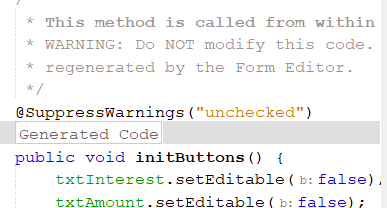 /
* This method is called from within
* WARNING: Do NOT modify this code.
* regenerated by the Form Editor.
*/
@SuppressWarnings("unchecked")
Generated Code
public void initButtons() {
txtInterest.setEditable(b:false);
txtAmount.setEditable(b:false);